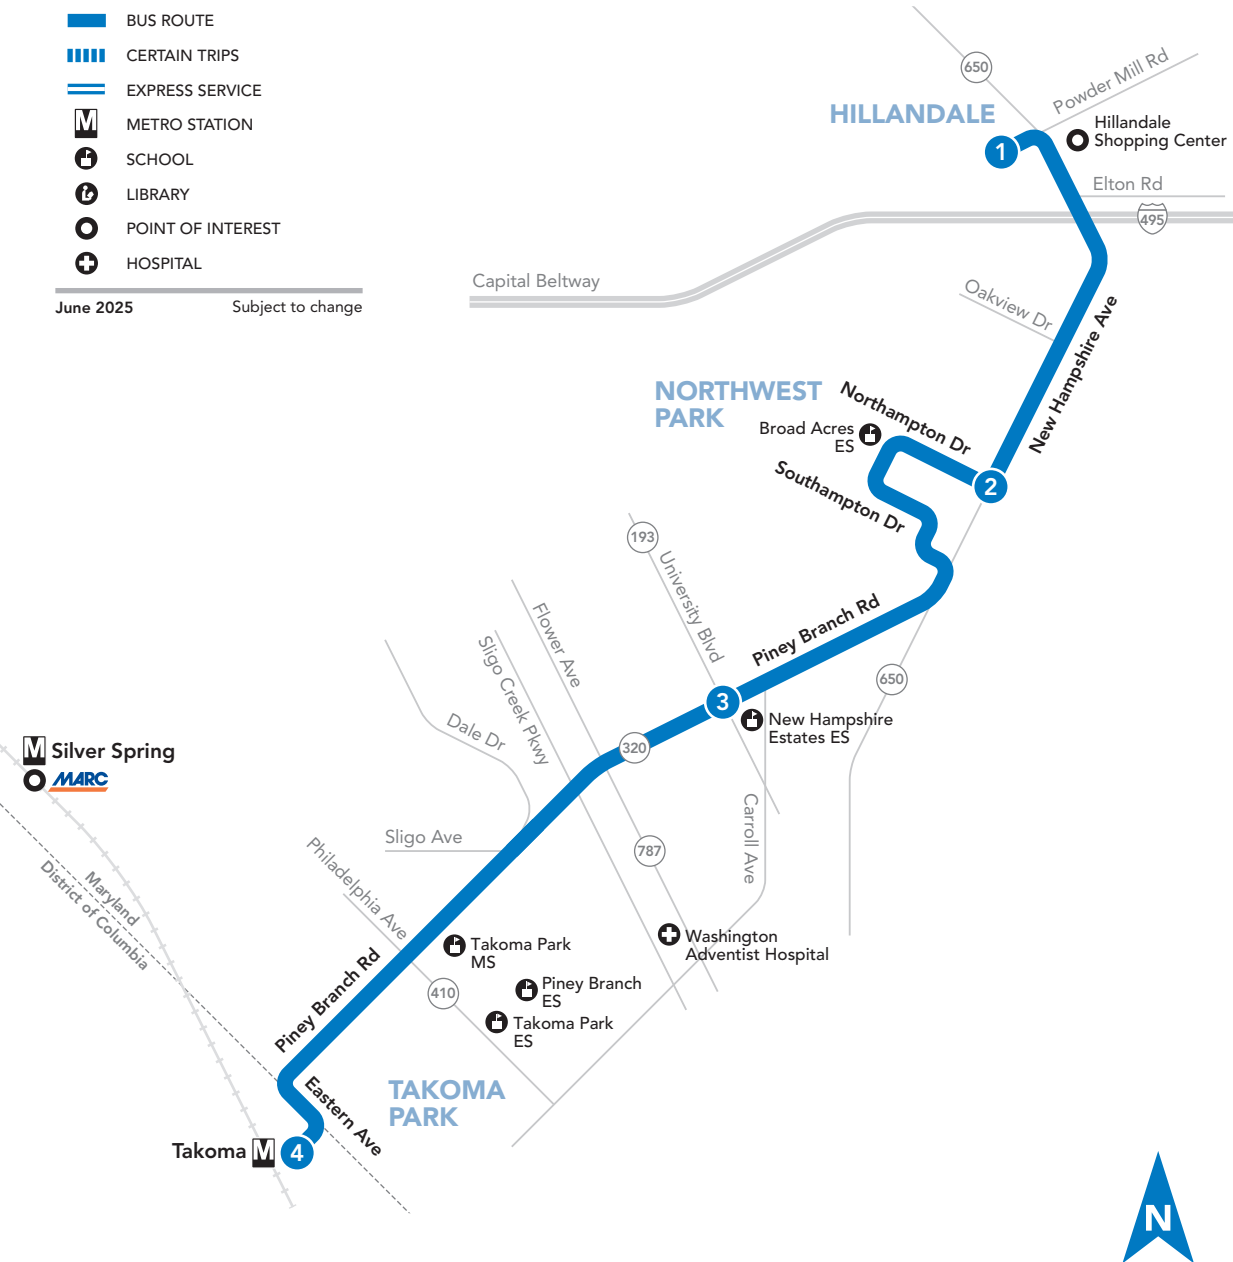 BUS ROUTE
CERTAIN TRIPS
EXPRESS SERVICE
METRO STATION
SCHOOL
LIBRARY
POINT OF INTEREST
HOSPITAL
June 2025 Subject to change
650
Powder Mill Rd
HILLANDALE
Hillandale
Shopping Center
1
Elton Rd
495
Capital Beltway
Oakview Dr
New Hampshire Ave
NORTHWEST
PARK
Northampton Dr
Broad Acres
ES
Southampton Dr
2
193
University Blvd
Flower Ave
Sligo Creek Pkwy
Piney Branch Rd
650
3
New Hampshire
Estates ES
Dale Dr
320
M Silver Spring
MARC
Carroll Ave
Sligo Ave
787
Philadelphia Ave
Maryland
District of Columbia
Washington
Adventist Hospital
Takoma Park
MS
Piney Branch
ES
410
Takoma Park
ES
Piney Branch Rd
TAKOMA
PARK
Eastern Ave
Takoma M
4
N